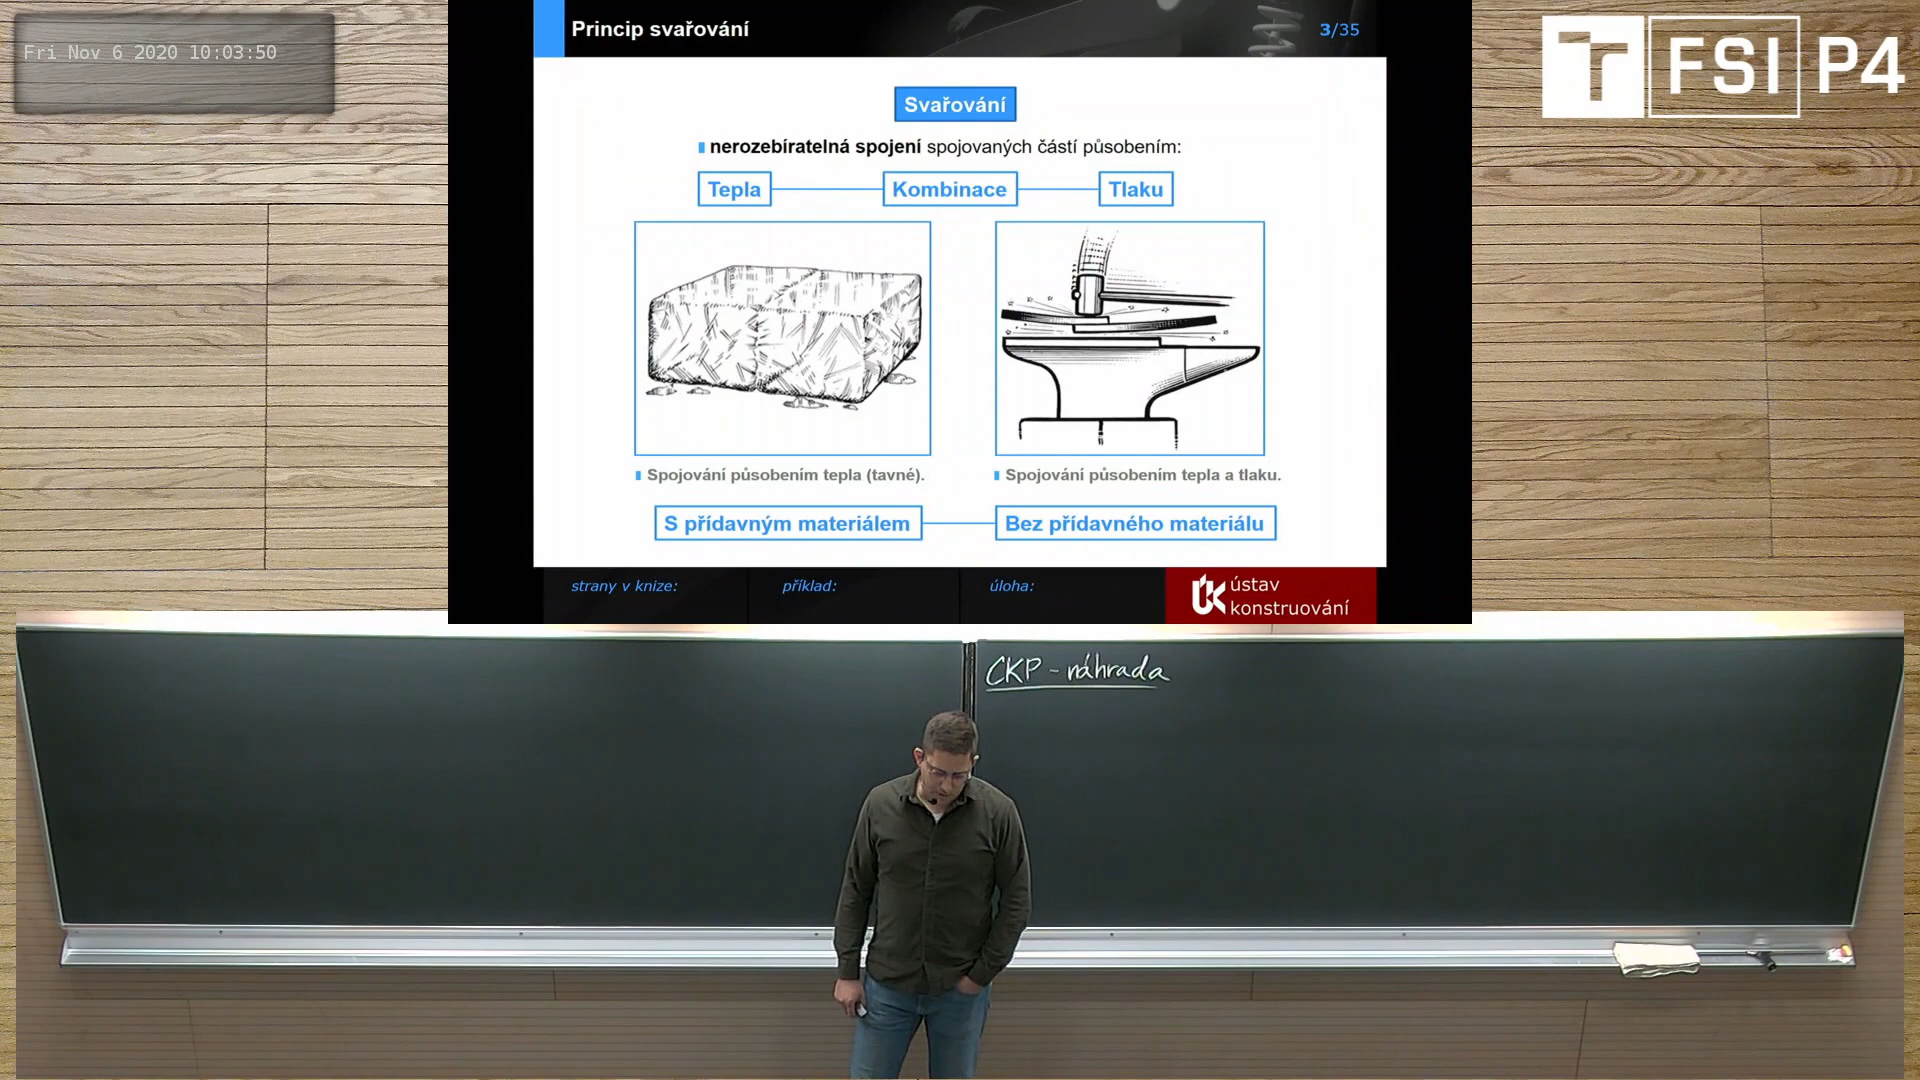 Fri Nov 6 2020 10:03:50
Princip svařování
3/35
FSI P4
Svařování
nerozebíratelná spojení spojovaných částí působením:
Tepla
Kombinace
Tlaku
Spojování působením tepla (tavné).
Spojování působením tepla a tlaku.
S přídavným materiálem
Bez přídavného materiálu
strany v knize:
příklad:
úloha:
ústav
konstruování
CKP - náhrada